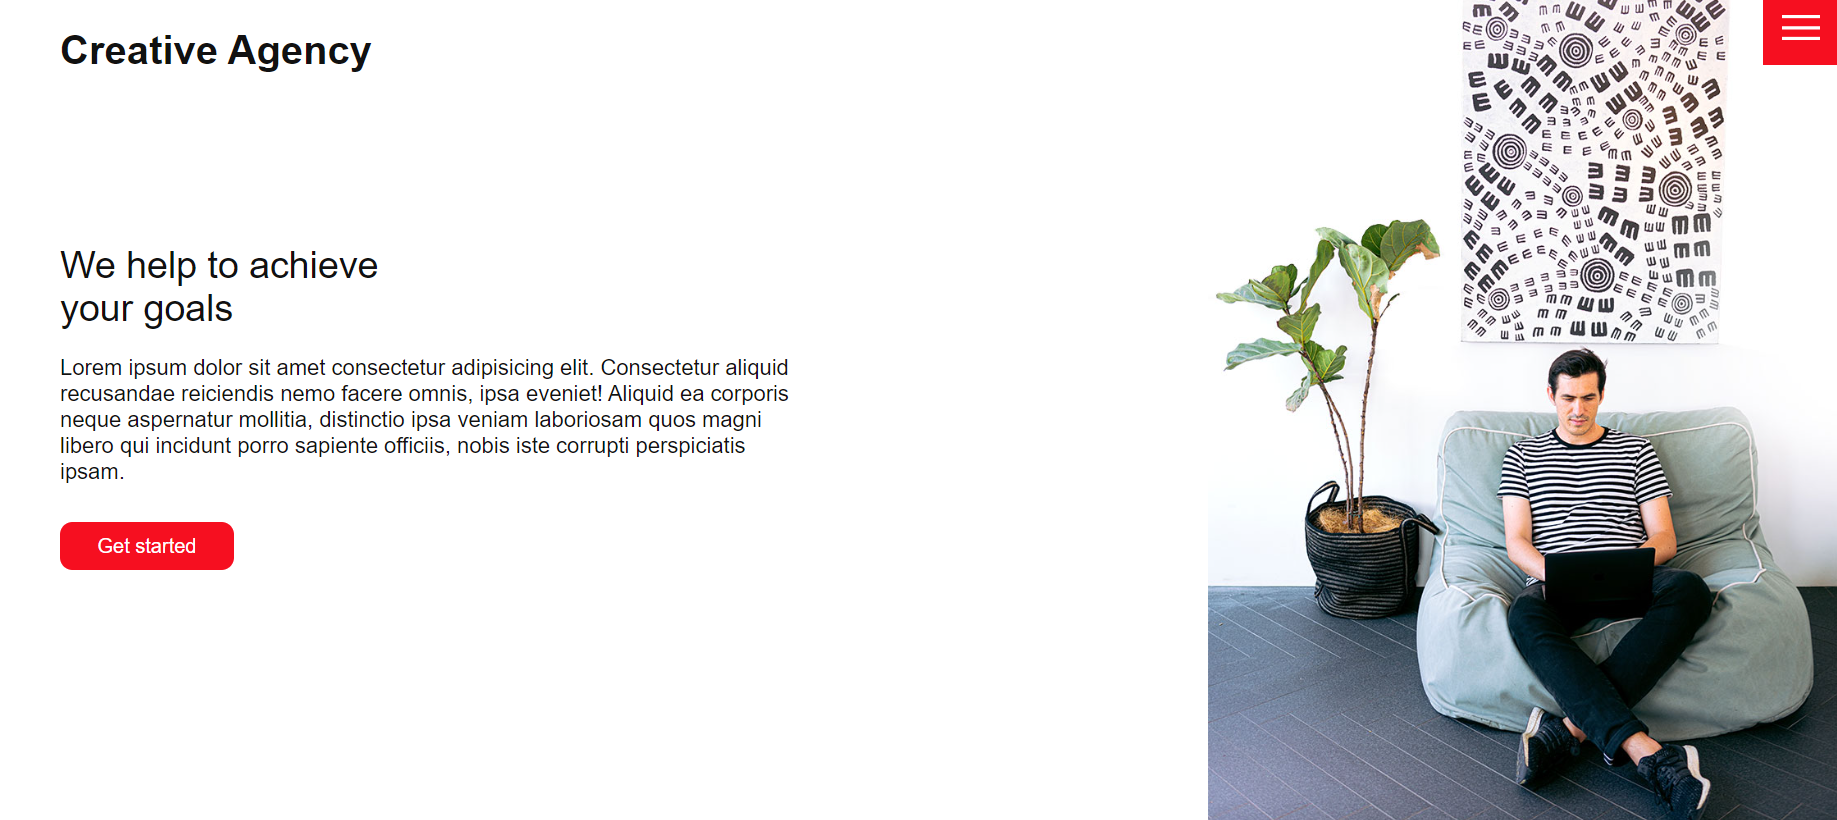 Creative Agency
We help to achieve
your goals
Lorem ipsum dolor sit amet consectetur adipisicing elit. Consectetur aliquid
recusandae reiciendis nemo facere omnis, ipsa eveniet! Aliquid ea corporis
neque aspernatur mollitia, distinctio ipsa veniam laboriosam quos magni
libero qui incidunt porro sapiente officiis, nobis iste corrupti perspiciatis
ipsam.
Get started